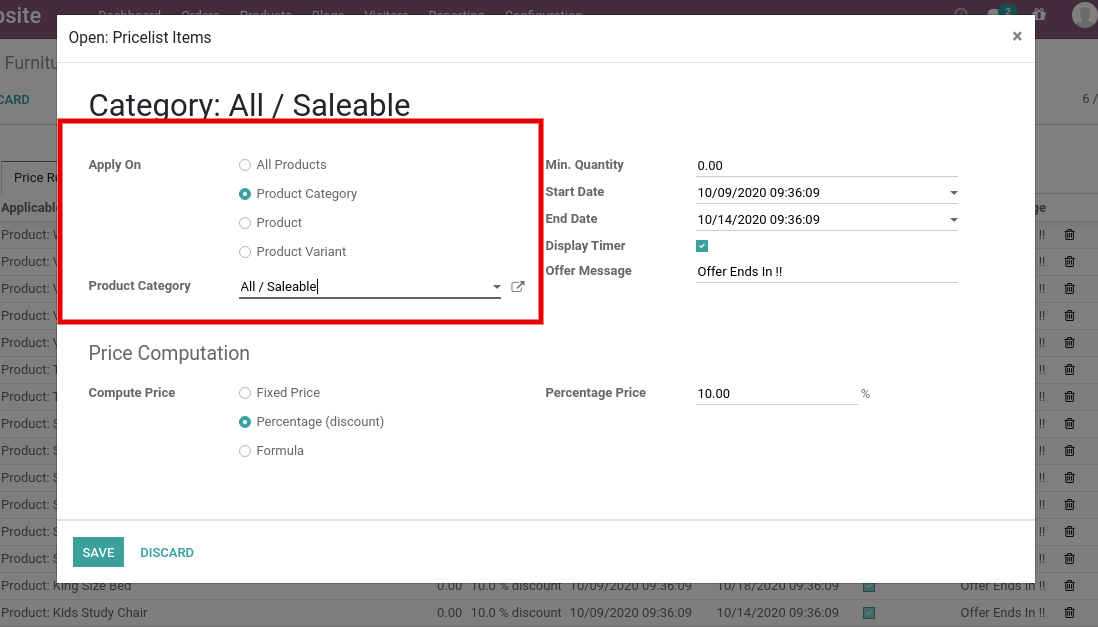 osite Dashboard Orders Products Blogs Visitors Reporting Configuration 2
Open: Pricelist Items ×
Furnitu
CARD 6 /
Category: All / Saleable
Apply On
All Products
Product Category
Product
Product Variant
Product Category All / Saleable
Min. Quantity 0.00
Start Date 10/09/2020 09:36:09
End Date 10/14/2020 09:36:09
Display Timer
Offer Message Offer Ends In !!
Price Computation
Compute Price
Fixed Price
Percentage (discount)
Formula
Percentage Price 10.00 %
SAVE DISCARD
Price Ru
Applicable ge
Product: W !!
Product: V !!
Product: V !!
Product: V !!
Product: V !!
Product: T !!
Product: T !!
Product: S !!
Product: S !!
Product: S !!
Product: S !!
Product: S !!
Product: S !!
Product: King Size Bed 0.00 10.0 % discount 10/09/2020 09:36:09 10/18/2020 09:36:09 Offer Ends In !!
Product: Kids Study Chair 0.00 10.0 % discount 10/09/2020 09:36:09 10/14/2020 09:36:09 Offer Ends In !!